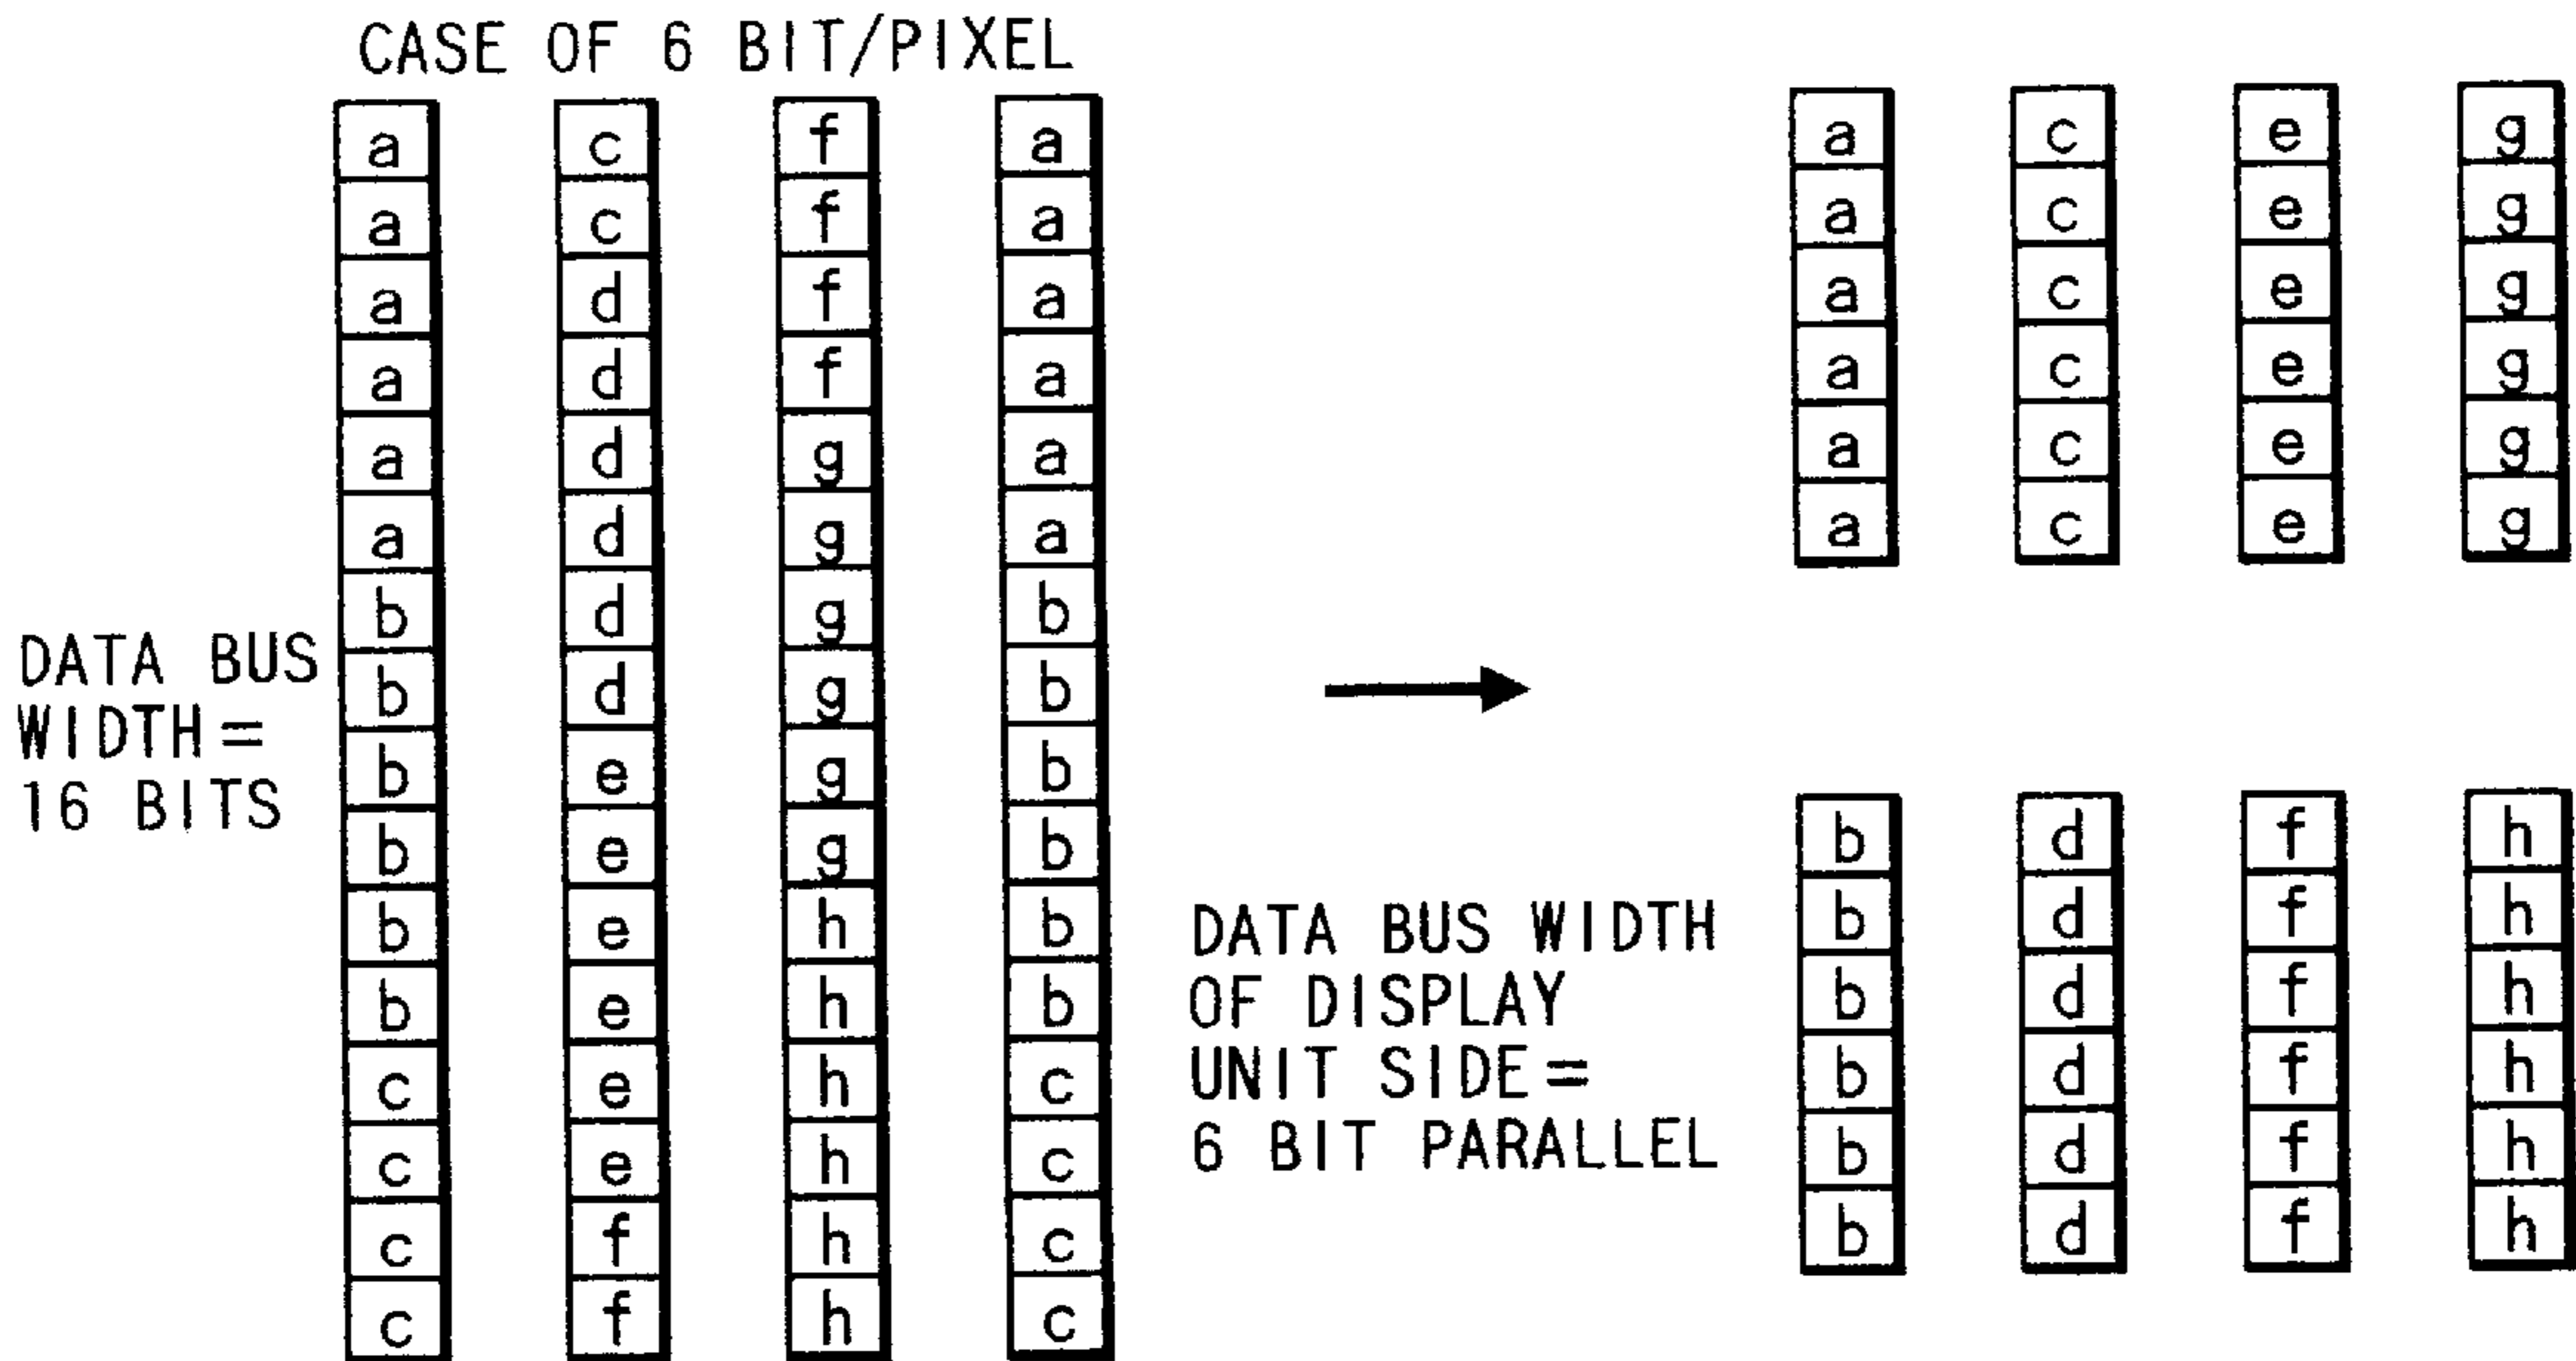 CASE OF 6 BIT/PIXEL
a c f a a c e g
a c f a a c e g
a d f a a c e g
a d f a a c e g
a d g a a c e g
a d g a a c e g
b d g b
b d g b
b e g b
b e g b b d f h
b e h b b d f h
b e h b b d f h
c e h c b d f h
c e h c b d f h
c f h c b d f h
c f h c
DATA BUS
WIDTH=
16 BITS
DATA BUS WIDTH
OF DISPLAY
UNIT SIDE=
6 BIT PARALLEL